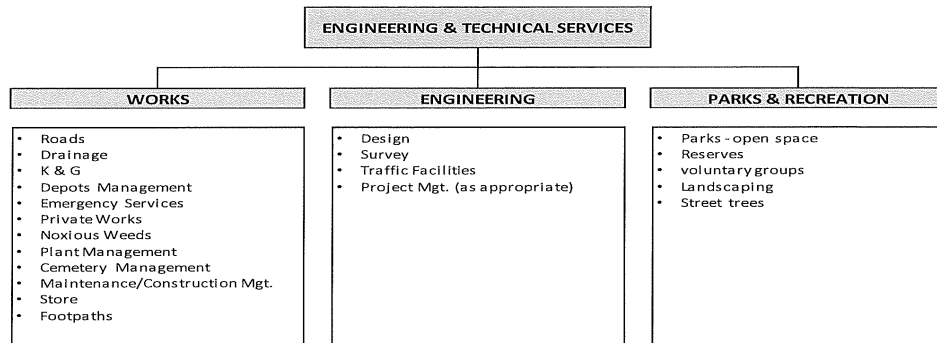 ENGINEERING & TECHNICAL SERVICES
WORKS
• Roads
• Drainage
• K & G
• Depots Management
• Emergency Services
• Private Works
• Noxious Weeds
• Plant Management
• Cemetery Management
• Maintenance/Construction Mgt.
• Store
• Footpaths
ENGINEERING
• Design
• Survey
• Traffic Facilities
• Project Mgt. (as appropriate)
PARKS & RECREATION
• Parks - open space
• Reserves
• voluntary groups
• Landscaping
• Street trees